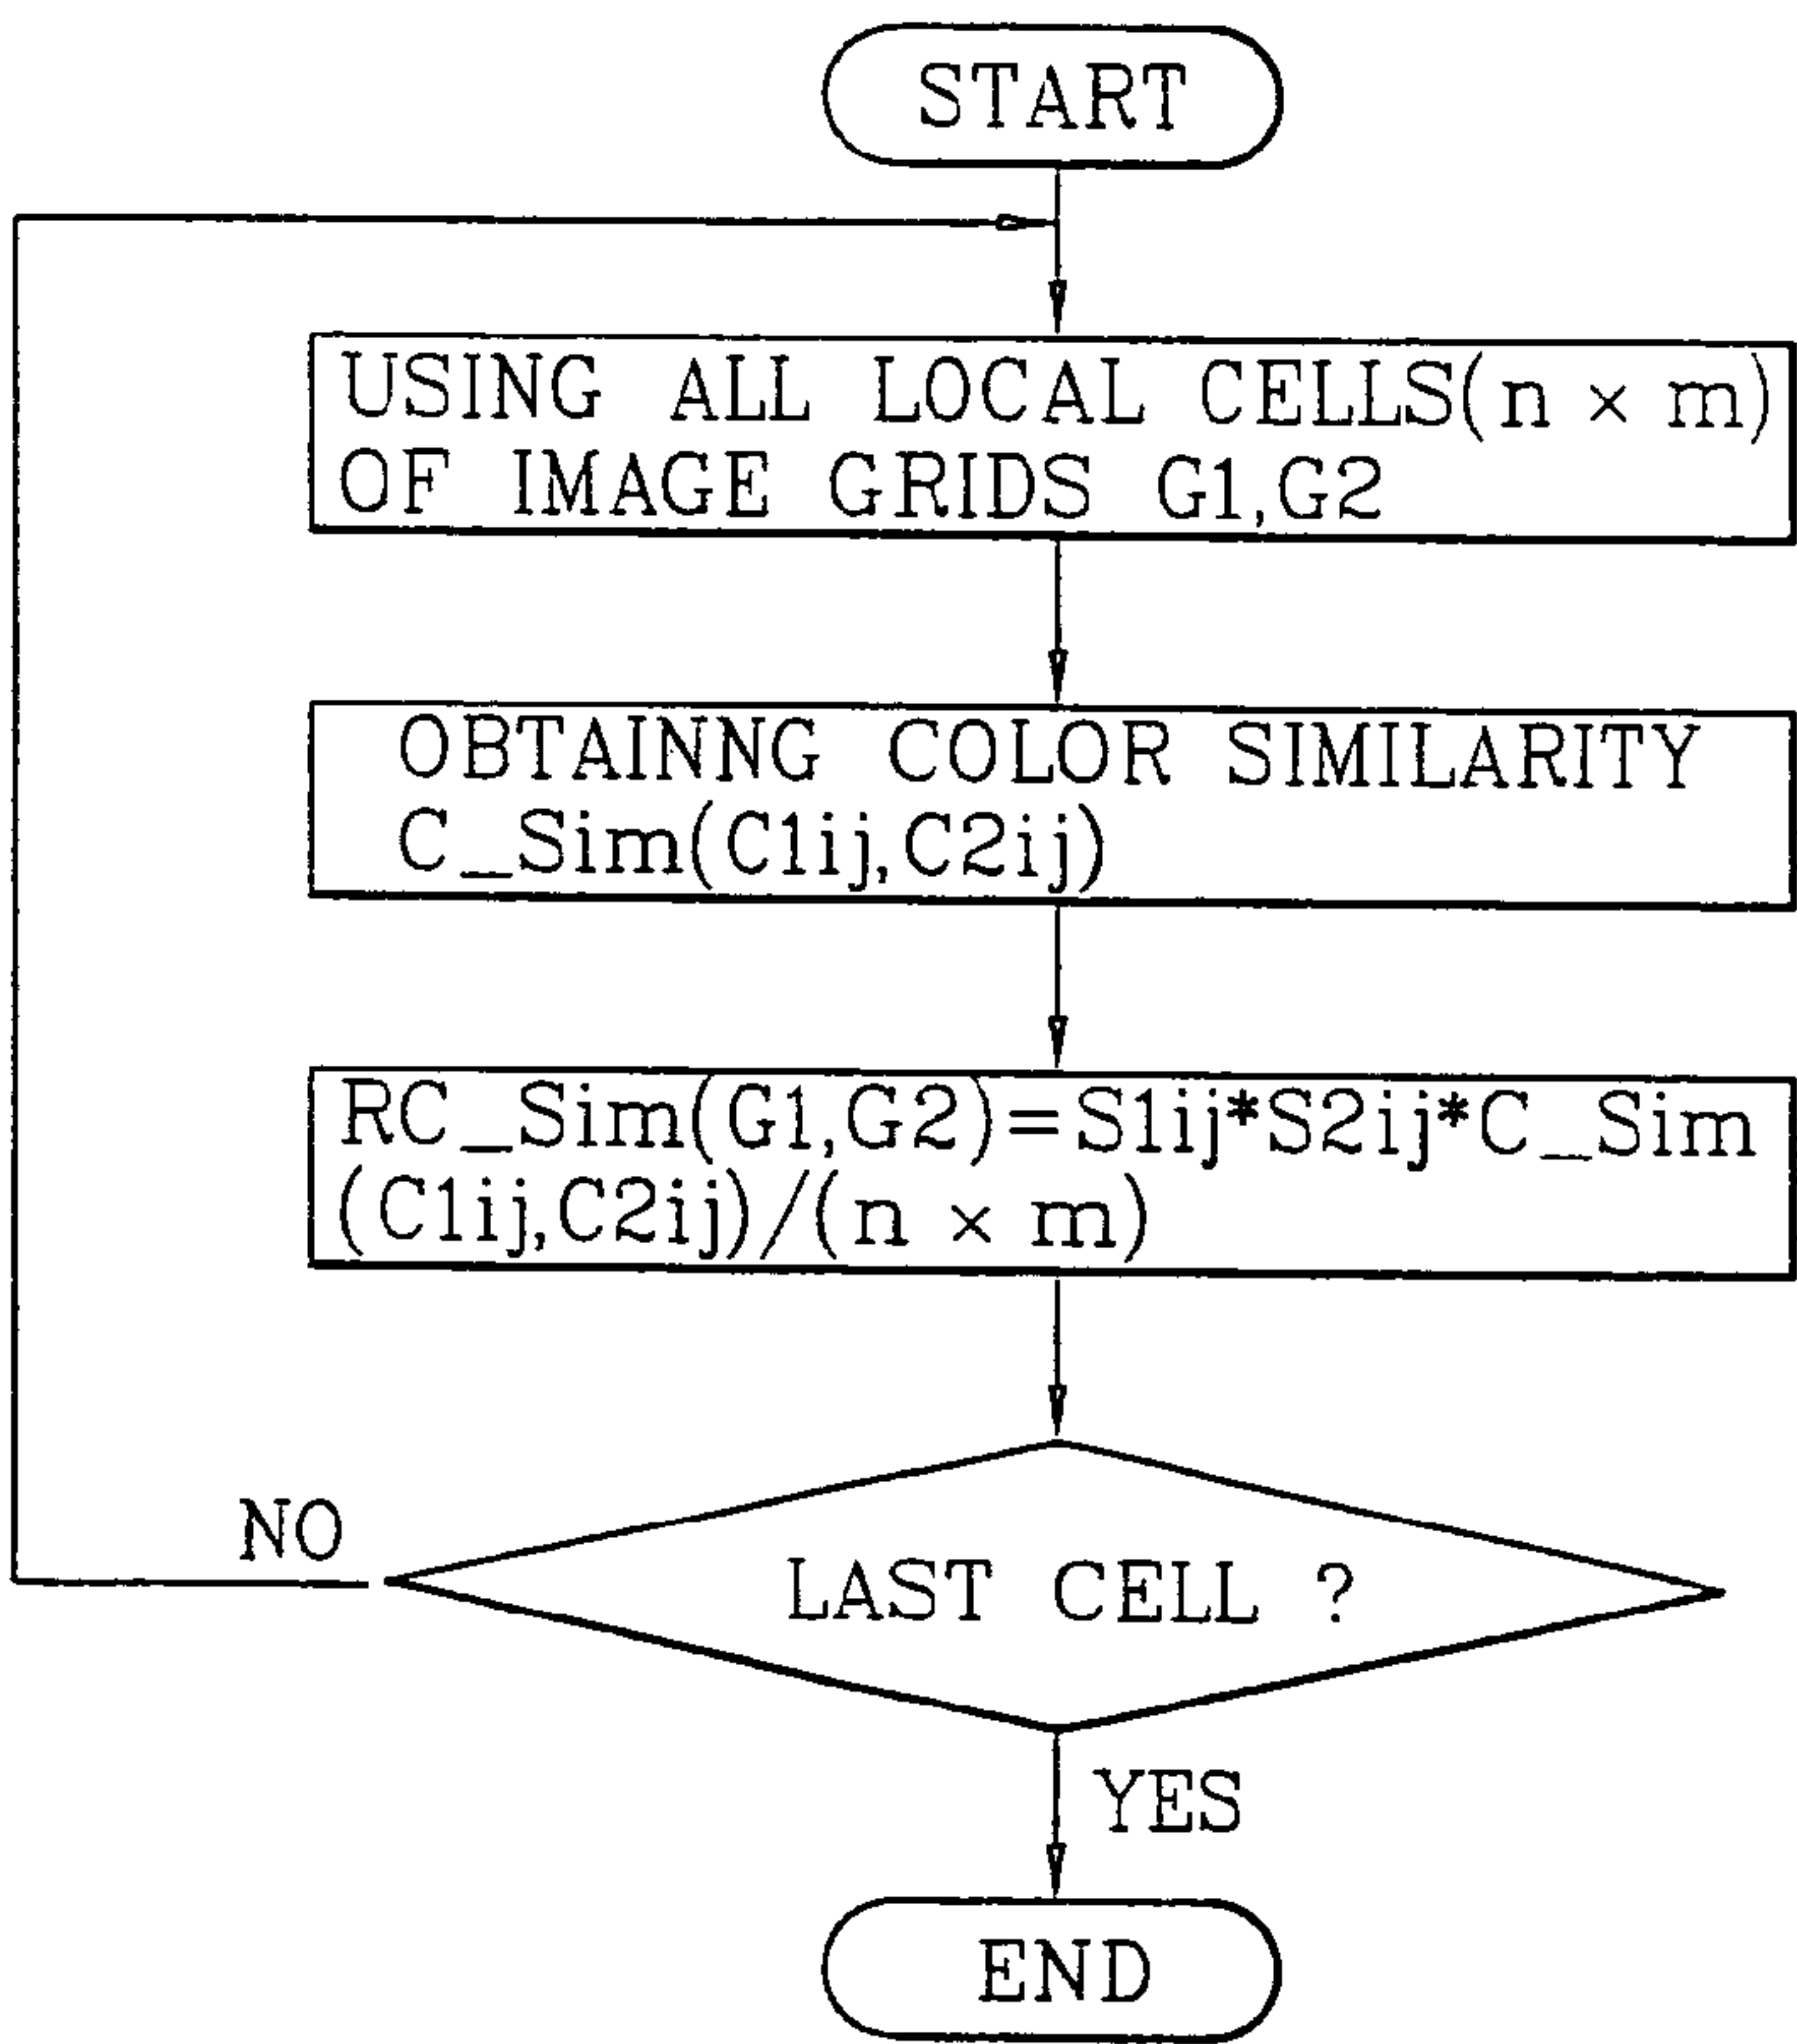 START
USING ALL LOCAL CELLS(n × m)
OF IMAGE GRIDS G1,G2
OBTAINNG COLOR SIMILARITY
C_Sim(C1ij,C2ij)
RC_Sim(G1,G2)=S1ij*S2ij*C_Sim
(C1ij,C2ij)/(n × m)
NO
LAST CELL ?
YES
END